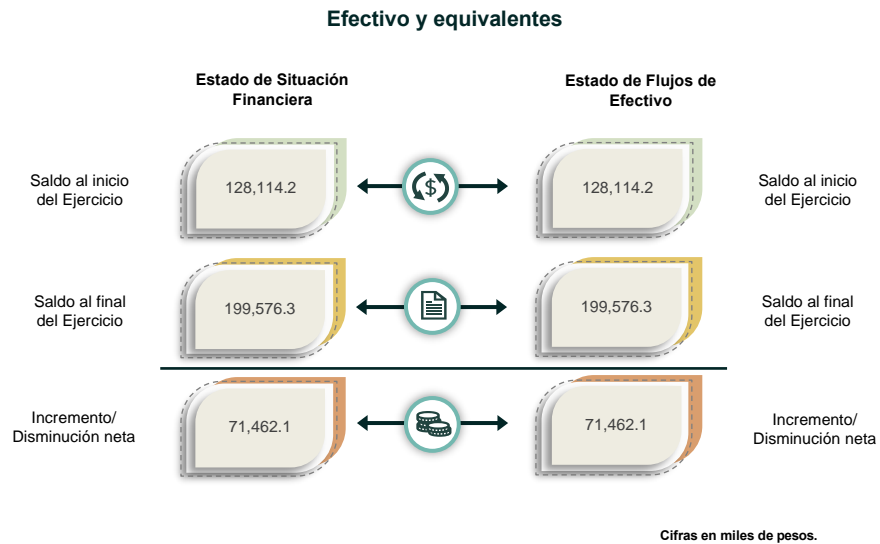 Efectivo y equivalentes
Estado de Situación
Financiera
Estado de Flujos de
Efectivo
Saldo al inicio
del Ejercicio
128,114.2
$
128,114.2
Saldo al inicio
del Ejercicio
Saldo al final
del Ejercicio
199,576.3
199,576.3
Saldo al final
del Ejercicio
Incremento/
Disminución neta
71,462.1
71,462.1
Incremento/
Disminución neta
Cifras en miles de pesos.